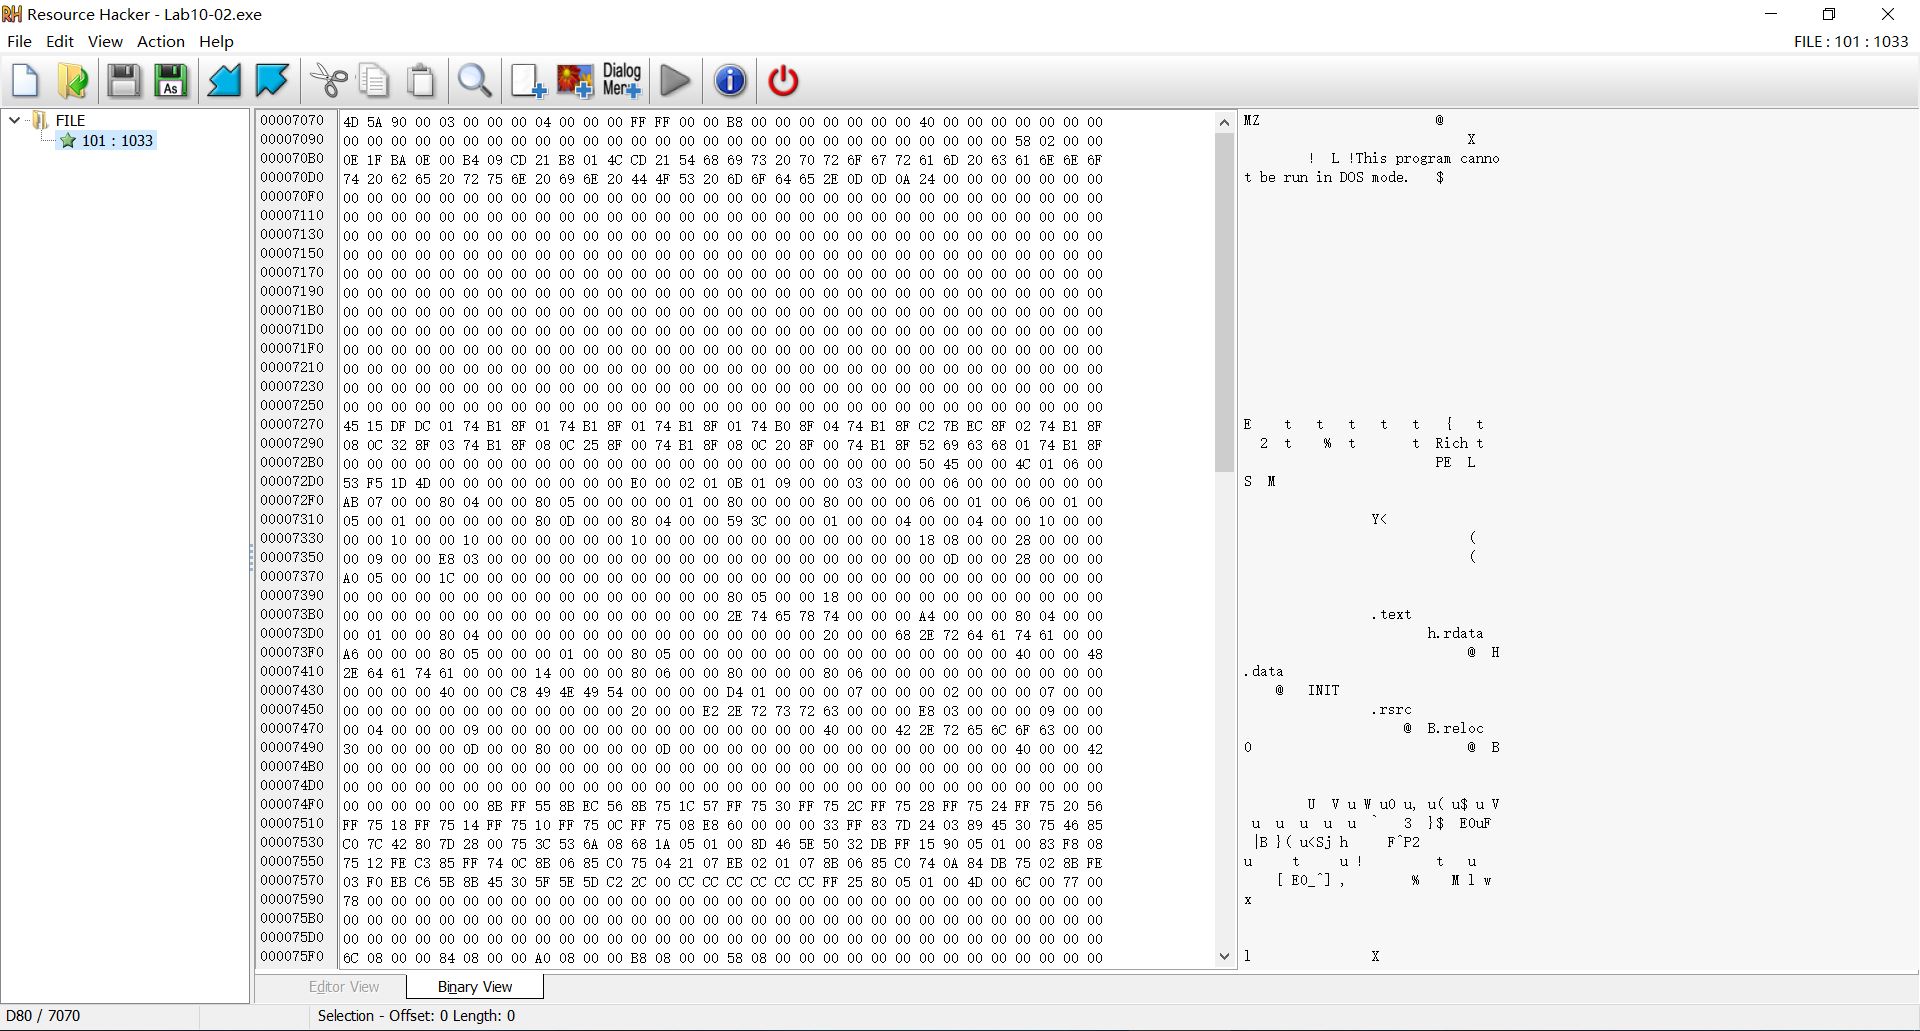 Resource Hacker - Lab10-02.exe
File Edit View Action Help
FILE : 101 : 1033
As
Dialog
Mer
FILE
101 : 1033
00007070 4D 5A 90 00 03 00 00 00 04 00 00 00 FF FF 00 00 B8 00 00 00 00 00 00 00 40 00 00 00 00 00 00 00 MZ @
00007090 00 00 00 00 00 00 00 00 00 00 00 00 00 00 00 00 00 00 00 00 00 00 00 00 00 00 00 00 58 02 00 00 X
000070B0 0E 1F BA 0E 00 B4 09 CD 21 B8 01 4C CD 21 54 68 69 73 20 70 72 6F 67 72 61 6D 20 63 61 6E 6E 6F ! L !This program canno
000070D0 74 20 62 65 20 72 75 6E 20 69 6E 20 44 4F 53 20 6D 6F 64 65 2E 0D 0D 0A 24 00 00 00 00 00 00 00 t be run in DOS mode. $
000070F0 00 00 00 00 00 00 00 00 00 00 00 00 00 00 00 00 00 00 00 00 00 00 00 00 00 00 00 00 00 00 00 00
00007110 00 00 00 00 00 00 00 00 00 00 00 00 00 00 00 00 00 00 00 00 00 00 00 00 00 00 00 00 00 00 00 00
00007130 00 00 00 00 00 00 00 00 00 00 00 00 00 00 00 00 00 00 00 00 00 00 00 00 00 00 00 00 00 00 00 00
00007150 00 00 00 00 00 00 00 00 00 00 00 00 00 00 00 00 00 00 00 00 00 00 00 00 00 00 00 00 00 00 00 00
00007170 00 00 00 00 00 00 00 00 00 00 00 00 00 00 00 00 00 00 00 00 00 00 00 00 00 00 00 00 00 00 00 00
00007190 00 00 00 00 00 00 00 00 00 00 00 00 00 00 00 00 00 00 00 00 00 00 00 00 00 00 00 00 00 00 00 00
000071B0 00 00 00 00 00 00 00 00 00 00 00 00 00 00 00 00 00 00 00 00 00 00 00 00 00 00 00 00 00 00 00 00
000071D0 00 00 00 00 00 00 00 00 00 00 00 00 00 00 00 00 00 00 00 00 00 00 00 00 00 00 00 00 00 00 00 00
000071F0 00 00 00 00 00 00 00 00 00 00 00 00 00 00 00 00 00 00 00 00 00 00 00 00 00 00 00 00 00 00 00 00
00007210 00 00 00 00 00 00 00 00 00 00 00 00 00 00 00 00 00 00 00 00 00 00 00 00 00 00 00 00 00 00 00 00
00007230 00 00 00 00 00 00 00 00 00 00 00 00 00 00 00 00 00 00 00 00 00 00 00 00 00 00 00 00 00 00 00 00
00007250 00 00 00 00 00 00 00 00 00 00 00 00 00 00 00 00 00 00 00 00 00 00 00 00 00 00 00 00 00 00 00 00
00007270 45 15 DF DC 01 74 B1 8F 01 74 B1 8F 01 74 B1 8F 01 74 B0 8F 04 74 B1 8F C2 7B EC 8F 02 74 B1 8F E t t t t t { t
00007290 08 0C 32 8F 03 74 B1 8F 08 0C 25 8F 00 74 B1 8F 08 0C 20 8F 00 74 B1 8F 52 69 63 68 01 74 B1 8F 2 t % t t Rich t
000072B0 00 00 00 00 00 00 00 00 00 00 00 00 00 00 00 00 00 00 00 00 00 00 00 00 50 45 00 00 4C 01 06 00 PE L
000072D0 53 F5 1D 4D 00 00 00 00 00 00 00 00 E0 00 02 01 0B 01 09 00 00 03 00 00 00 06 00 00 00 00 00 00 S M
000072F0 AB 07 00 00 80 04 00 00 80 05 00 00 00 00 01 00 80 00 00 00 80 00 00 00 06 00 01 00 06 00 01 00
00007310 05 00 01 00 00 00 00 00 80 0D 00 00 80 04 00 00 59 3C 00 00 01 00 00 04 00 00 04 00 00 10 00 00 Y<
00007330 00 00 10 00 00 10 00 00 00 00 00 00 10 00 00 00 00 00 00 00 00 00 00 00 18 08 00 00 28 00 00 00 (
00007350 00 09 00 00 E8 03 00 00 00 00 00 00 00 00 00 00 00 00 00 00 00 00 00 00 00 0D 00 00 28 00 00 00 (
00007370 A0 05 00 00 1C 00 00 00 00 00 00 00 00 00 00 00 00 00 00 00 00 00 00 00 00 00 00 00 00 00 00 00
00007390 00 00 00 00 00 00 00 00 00 00 00 00 00 00 00 00 80 05 00 00 18 00 00 00 00 00 00 00 00 00 00 00
000073B0 00 00 00 00 00 00 00 00 00 00 00 00 00 00 00 00 2E 74 65 78 74 00 00 00 A4 00 00 00 80 04 00 00 .text
000073D0 00 01 00 00 80 04 00 00 00 00 00 00 00 00 00 00 00 00 00 00 20 00 00 68 2E 72 64 61 74 61 00 00 h.rdata
000073F0 A6 00 00 00 80 05 00 00 00 01 00 00 80 05 00 00 00 00 00 00 00 00 00 00 00 00 00 00 40 00 00 48 @ H
00007410 2E 64 61 74 61 00 00 00 14 00 00 00 80 06 00 00 80 00 00 00 80 06 00 00 00 00 00 00 00 00 00 00 .data
00007430 00 00 00 00 40 00 00 C8 49 4E 49 54 00 00 00 00 D4 01 00 00 00 07 00 00 00 02 00 00 00 07 00 00 @ INIT
00007450 00 00 00 00 00 00 00 00 00 00 00 00 20 00 00 E2 2E 72 73 72 63 00 00 00 E8 03 00 00 00 09 00 00 .rsrc
00007470 00 04 00 00 00 09 00 00 00 00 00 00 00 00 00 00 00 00 00 00 40 00 00 42 2E 72 65 6C 6F 63 00 00 @ B.reloc
00007490 30 00 00 00 00 0D 00 00 80 00 00 00 00 0D 00 00 00 00 00 00 00 00 00 00 00 00 00 00 40 00 00 42 0 @ B
000074B0 00 00 00 00 00 00 00 00 00 00 00 00 00 00 00 00 00 00 00 00 00 00 00 00 00 00 00 00 00 00 00 00
000074D0 00 00 00 00 00 00 00 00 00 00 00 00 00 00 00 00 00 00 00 00 00 00 00 00 00 00 00 00 00 00 00 00
000074F0 00 00 00 00 00 00 8B FF 55 8B EC 56 8B 75 1C 57 FF 75 30 FF 75 2C FF 75 28 FF 75 24 FF 75 20 56 U V u W u0 u, u( u$ u V
00007510 FF 75 18 FF 75 14 FF 75 10 FF 75 0C FF 75 08 E8 60 00 00 00 33 FF 83 7D 24 03 89 45 30 75 46 85 u u u u u ` 3 }$ E0uF
00007530 C0 7C 42 80 7D 28 00 75 3C 53 6A 08 68 1A 05 01 00 8D 46 5E 50 32 DB FF 15 90 05 01 00 83 F8 08 |B }( u<Sj h F^P2
00007550 75 12 FE C3 85 FF 74 0C 8B 06 85 C0 75 04 21 07 EB 02 01 07 8B 06 85 C0 74 0A 84 DB 75 02 8B FE u t u ! t u
00007570 03 F0 EB C6 5B 8B 45 30 5F 5E 5D C2 2C 00 CC CC CC CC CC CC FF 25 80 05 01 00 4D 00 6C 00 77 00 [ E0_^] , % M l w
00007590 78 00 00 00 00 00 00 00 00 00 00 00 00 00 00 00 00 00 00 00 00 00 00 00 00 00 00 00 00 00 00 00 x
000075B0 00 00 00 00 00 00 00 00 00 00 00 00 00 00 00 00 00 00 00 00 00 00 00 00 00 00 00 00 00 00 00 00
000075D0 00 00 00 00 00 00 00 00 00 00 00 00 00 00 00 00 00 00 00 00 00 00 00 00 00 00 00 00 00 00 00 00
000075F0 6C 08 00 00 84 08 00 00 A0 08 00 00 B8 08 00 00 58 08 00 00 00 00 00 00 00 00 00 00 00 00 00 00 l X
Editor View Binary View
D80 / 7070 Selection - Offset: 0 Length: 0